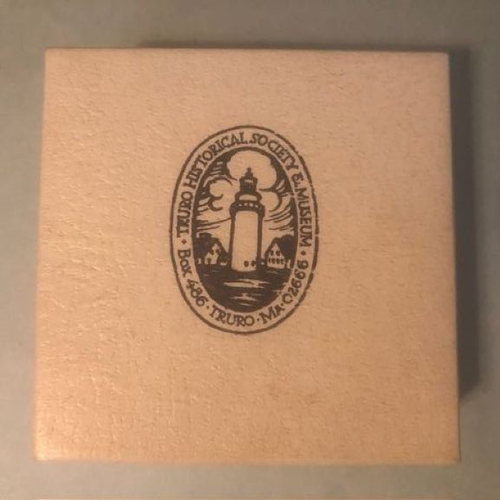 TRURO HISTORICAL SOCIETY & MUSEUM
BOX 486 · TRURO · MA · 02666